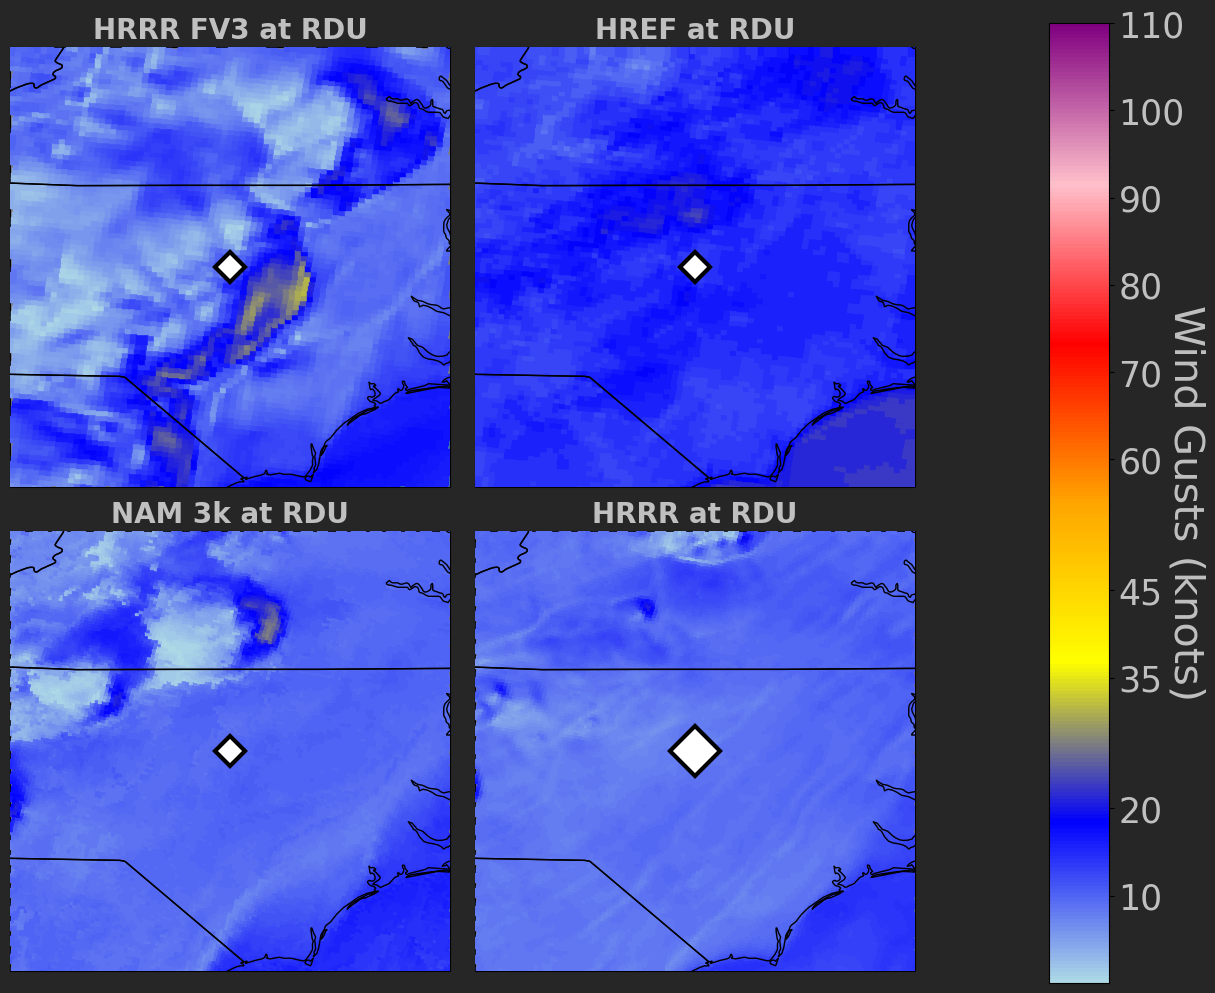 HRRR FV3 at RDU
HREF at RDU
NAM 3k at RDU
HRRR at RDU
110
100
90
80
70
60
45
35
20
10
Wind Gusts (knots)